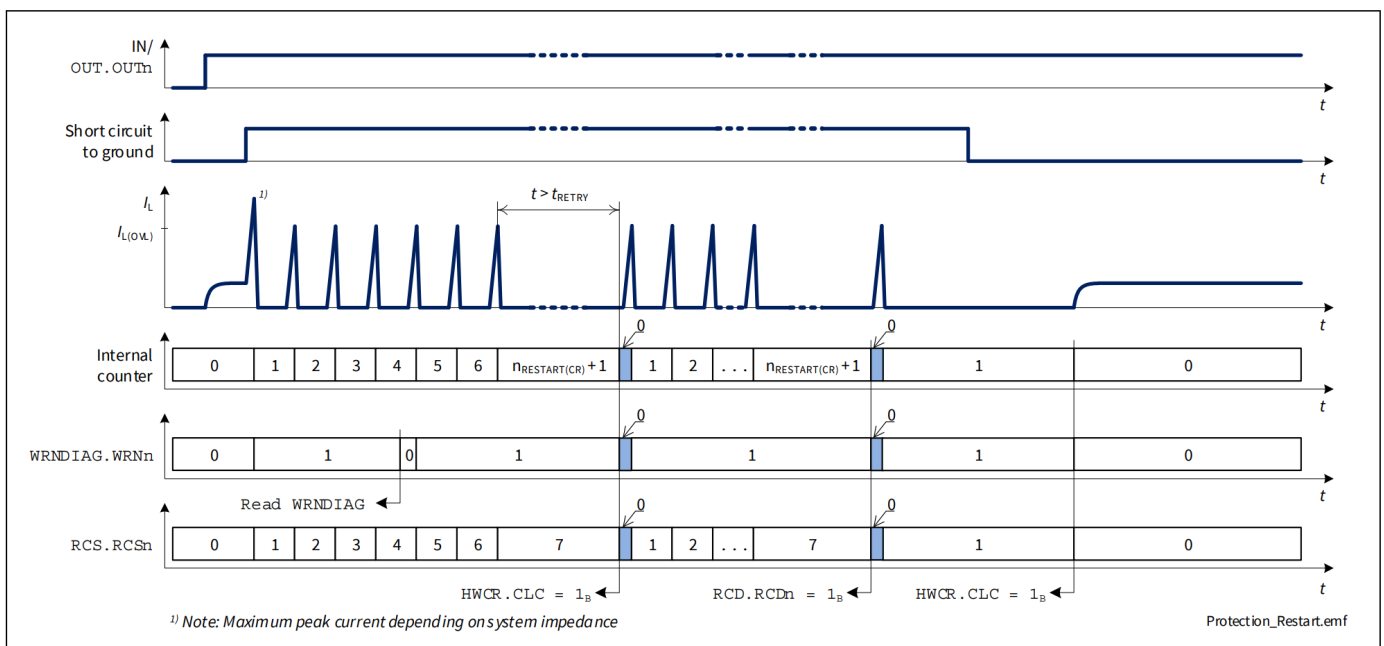 IN/
OUT.OUTn
t
Short circuit
to ground
t
1)
t > tRETRY
IL
IL(OVL)
t
0 0
Internal
counter
0 1 2 3 4 5 6 nRESTART(CR)+1 1 2 ... nRESTART(CR)+1 1 0
t
0 0
WRNDIAG.WRNn
0 1 0 1 1 1 0
t
Read WRNDIAG
0 0
RCS.RCSn
0 1 2 3 4 5 6 7 1 2 ... 7 1 0
t
HWCR.CLC = 1B RCD.RCDn = 1B HWCR.CLC = 1B
1) Note: Maximum peak current depending on system impedance
Protection_Restart.emf